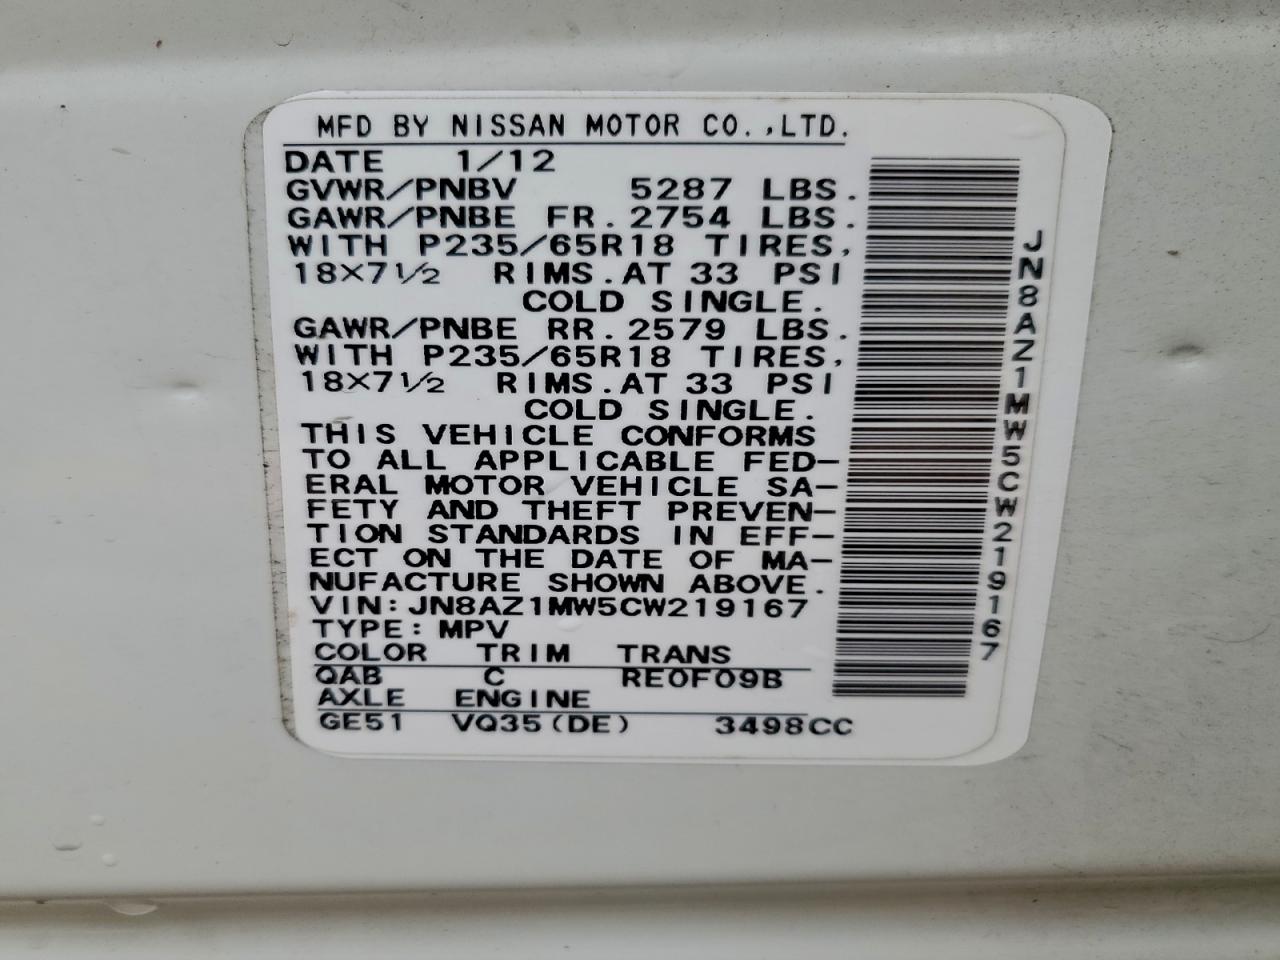 MFD BY NISSAN MOTOR CO.,LTD.
DATE 1/12
GVWR/PNBV 5287 LBS.
GAWR/PNBE FR. 2754 LBS.
WITH P235/65R18 TIRES,
18X7½ RIMS.AT 33 PSI
COLD SINGLE.
GAWR/PNBE RR. 2579 LBS.
WITH P235/65R18 TIRES,
18X7½ RIMS.AT 33 PSI
COLD SINGLE.
THIS VEHICLE CONFORMS
TO ALL APPLICABLE FED-
ERAL MOTOR VEHICLE SA-
FETY AND THEFT PREVEN-
TION STANDARDS IN EFF-
ECT ON THE DATE OF MA-
NUFACTURE SHOWN ABOVE.
VIN: JN8AZ1MW5CW219167
TYPE: MPV
COLOR TRIM TRANS
QAB C RE0F09B
AXLE ENGINE
GE51 VQ35(DE) 3498CC
JN8AZ1MW5CW219167